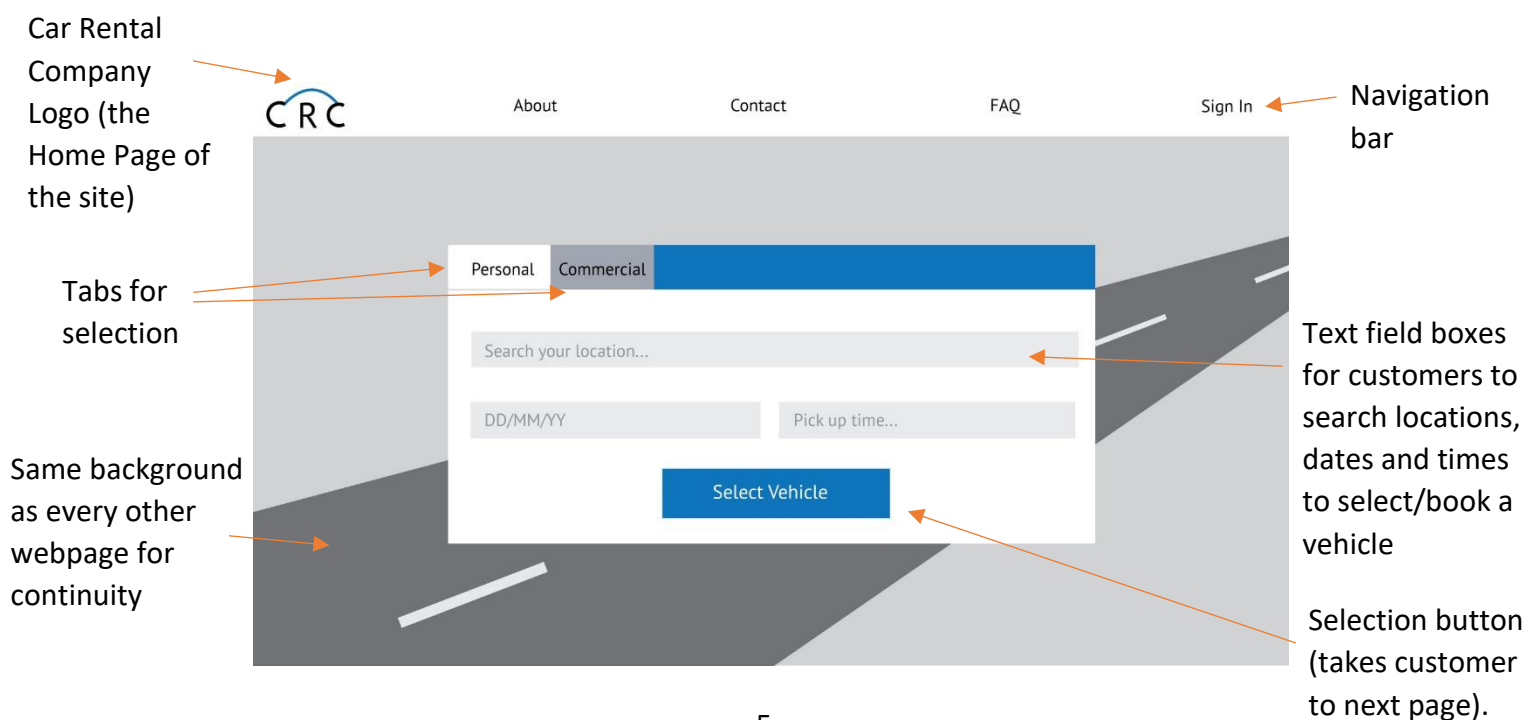 Car Rental
Company
Logo (the
Home Page of
the site)
CRC
About
Contact
FAQ
Sign In
Navigation
bar
Tabs for
selection
Personal
Commercial
Search your location...
DD/MM/YY
Pick up time...
Select Vehicle
Text field boxes
for customers to
search locations,
dates and times
to select/book a
vehicle
Same background
as every other
webpage for
continuity
Selection button
(takes customer
to next page).